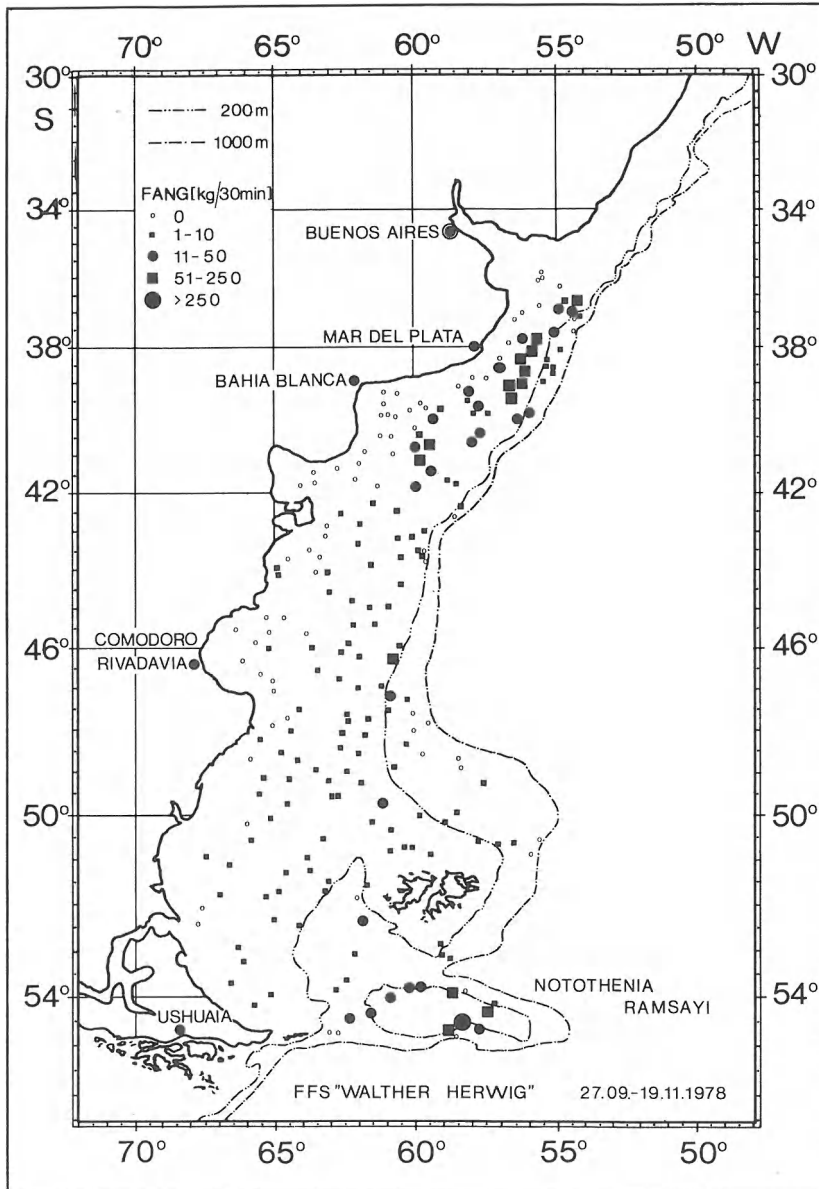 70° 65° 60° 55° 50° W
30° 30°
S
200m
1000m
34° 34°
FANG[kg/30min]
0
1-10
11-50
51-250
>250
BUENOS AIRES
MAR DEL PLATA
38° 38°
BAHIA BLANCA
42° 42°
COMODORO
RIVADAVIA
46° 46°
50° 50°
NOTOTHENIA
RAMSAYI
54° 54°
USHUAIA
FFS "WALTHER HERWIG" 27.09.-19.11.1978
70° 65° 60° 55° 50°